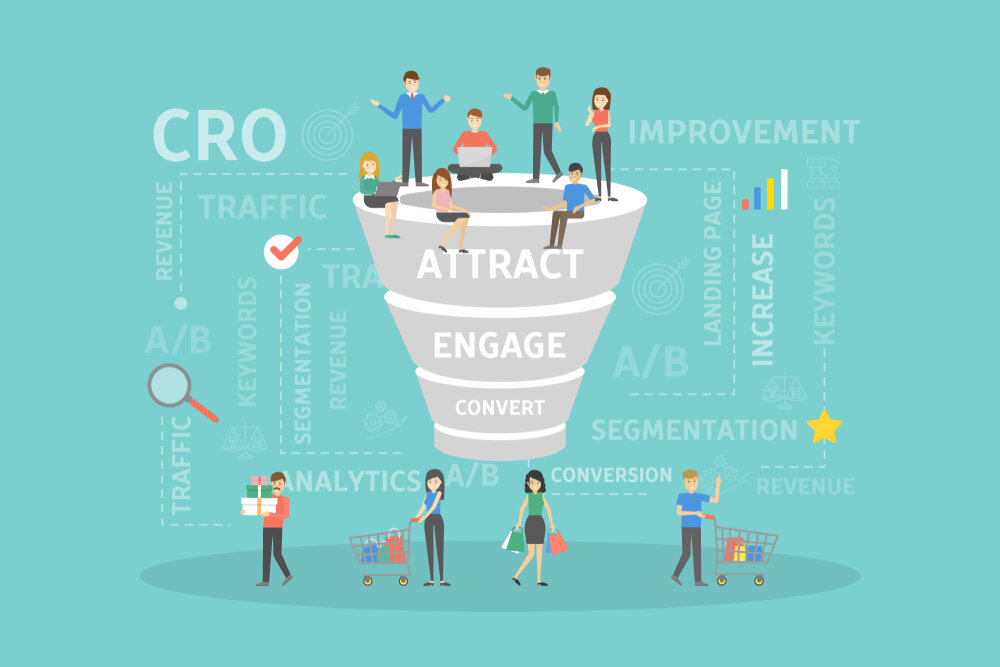 CRO
IMPROVEMENT
REVENUE
TRAFFIC
LANDING PAGE
INCREASE
KEYWORDS
ATTRACT
TRA
KEYWORDS
SEGMENTATION
REVENUE
A/B
ENGAGE
A/B
CONVERT
SEGMENTATION
TRAFFIC
ANALYTICS
A/B
CONVERSION
REVENUE